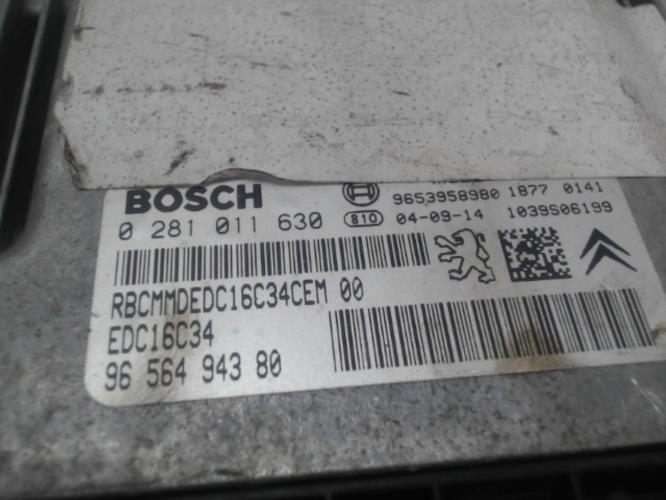 BOSCH
9653958980 1877 0141
0 281 011 630 810 04-09-14 1039S06199
RBCMMDEDC16C34CEM 00
EDC16C34
96 564 943 80